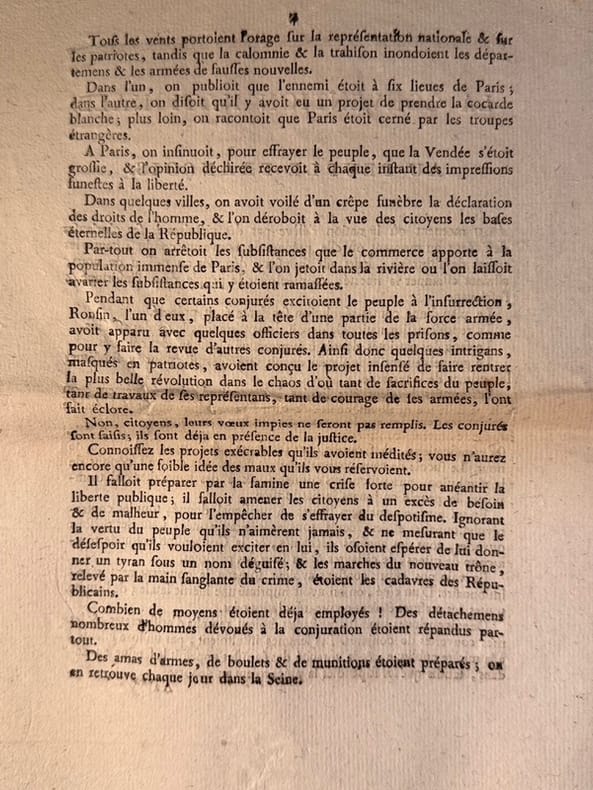 4
Tous les vents portoient l'orage sur la représentation nationale & sur
les patriotes, tandis que la calomnie & la trahison inondoient les dépar-
temens & les armées de fausses nouvelles.
Dans l'un, on publioit que l'ennemi étoit à six lieues de Paris ;
dans l'autre, on disoit qu'il y avoit eu un projet de prendre la cocarde
blanche ; plus loin, on racontoit que Paris étoit cerné par les troupes
étrangères.
A Paris, on insinuoit, pour effrayer le peuple, que la Vendée s'étoit
grossie, & l'opinion déchirée recevoit à chaque instant des impressions
funestes à la liberté.
Dans quelques villes, on avoit voilé d'un crèpe funèbre la déclaration
des droits de l'homme, & l'on déroboit à la vue des citoyens les bases
éternelles de la République.
Par-tout on arrêtoit les subsistances que le commerce apporte à la
population immense de Paris, & l'on jetoit dans la rivière ou l'on laissoit
avarier les subsistances qui y étoient ramassées.
Pendant que certains conjurés excitoient le peuple à l'insurrection,
Ronsin, l'un d'eux, placé à la tête d'une partie de la force armée,
avoit apparu avec quelques officiers dans toutes les prisons, comme
pour y faire la revue d'autres conjurés. Ainsi donc quelques intrigans,
masqués en patriotes, avoient conçu le projet insensé de faire rentrer
la plus belle révolution dans le chaos d'où tant de sacrifices du peuple,
tant de travaux de ses représentans, tant de courage de ses armées, l'ont
fait éclore.
Non, citoyens, leurs vœux impies ne seront pas remplis. Les conjurés
sont saisis ; ils sont déja en présence de la justice.
Connoissez les projets exécrables qu'ils avoient médités ; vous n'aurez
encore qu'une foible idée des maux qu'ils vous réservoient.
Il falloit préparer par la famine une crise forte pour anéantir la
liberté publique ; il falloit amener les citoyens à un excès de besoin
& de malheur, pour l'empêcher de s'effrayer du despotisme. Ignorant
la vertu du peuple qu'ils n'aimèrent jamais, & ne mesurant que le
désespoir qu'ils vouloient exciter en lui, ils osoient espérer de lui don-
ner un tyran sous un nom déguisé ; & les marches du nouveau trône,
relevé par la main sanglante du crime, étoient les cadavres des Répu-
blicains.
Combien de moyens étoient déja employés ! Des détachemens
nombreux d'hommes dévoués à la conjuration étoient répandus par-
tout.
Des amas d'armes, de boulets & de munitions étoient préparés ; on
en retrouve chaque jour dans la Seine.